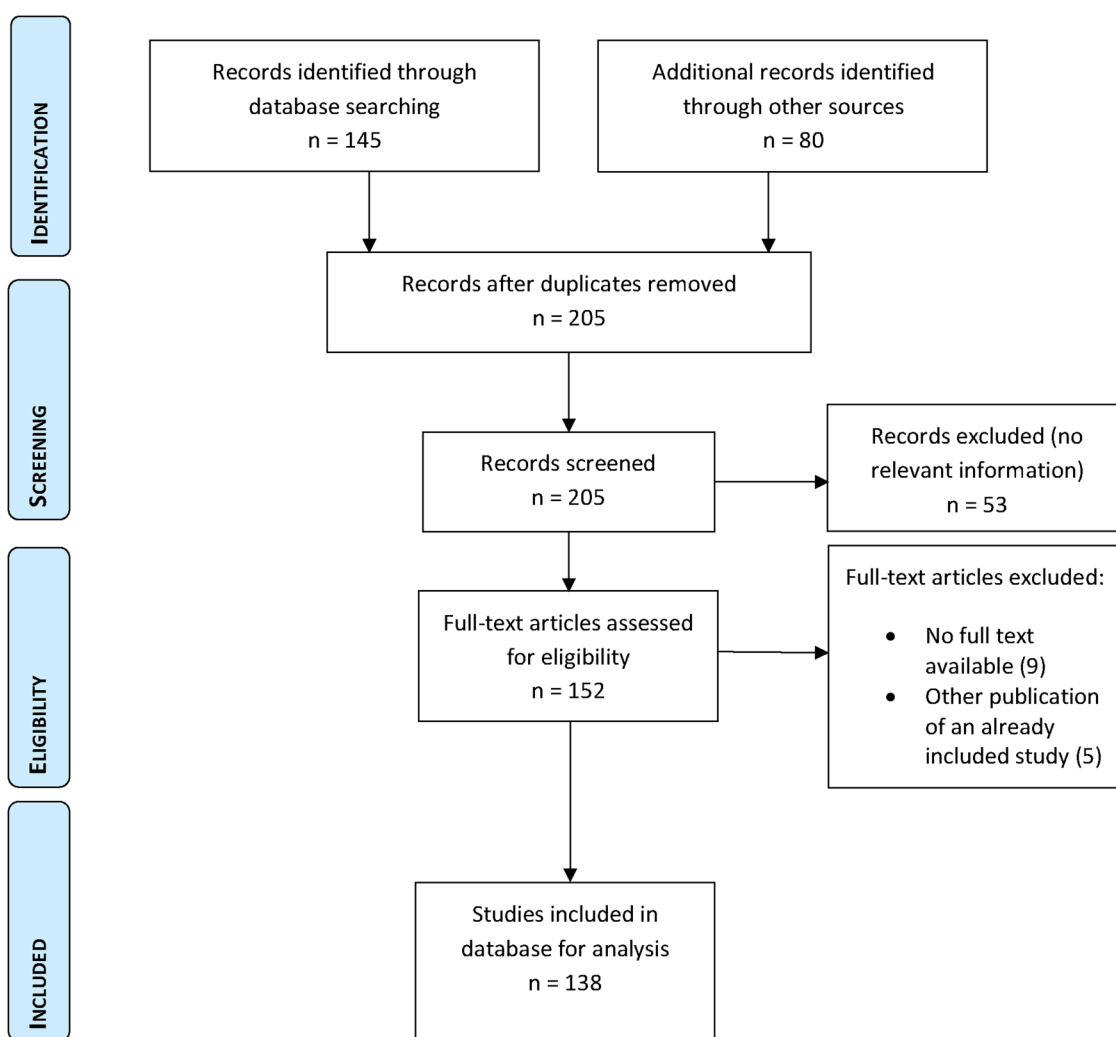 IDENTIFICATION
Records identified through
database searching
n = 145
Additional records identified
through other sources
n = 80
Records after duplicates removed
n = 205
SCREENING
Records screened
n = 205
Records excluded (no
relevant information)
n = 53
ELIGIBILITY
Full-text articles assessed
for eligibility
n = 152
Full-text articles excluded:
• No full text
available (9)
• Other publication
of an already
included study (5)
INCLUDED
Studies included in
database for analysis
n = 138